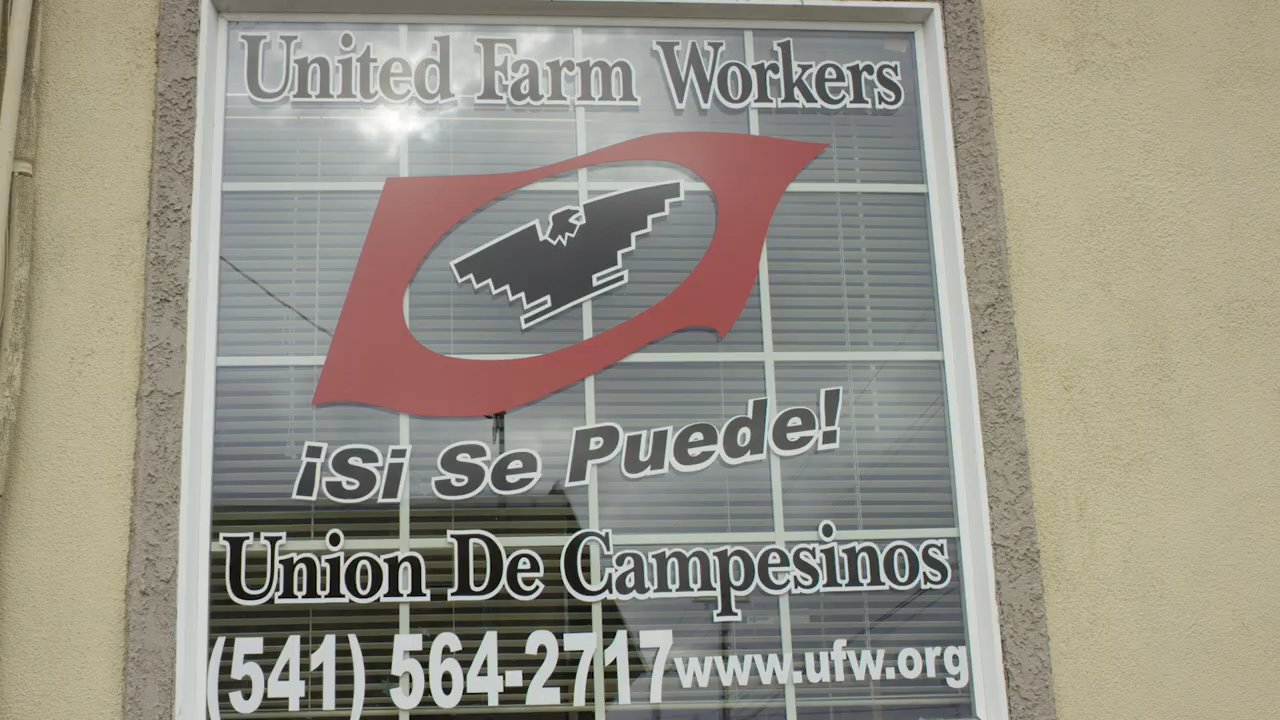 United Farm Workers
¡Si Se Puede!
Union De Campesinos
(541) 564-2717 www.ufw.org